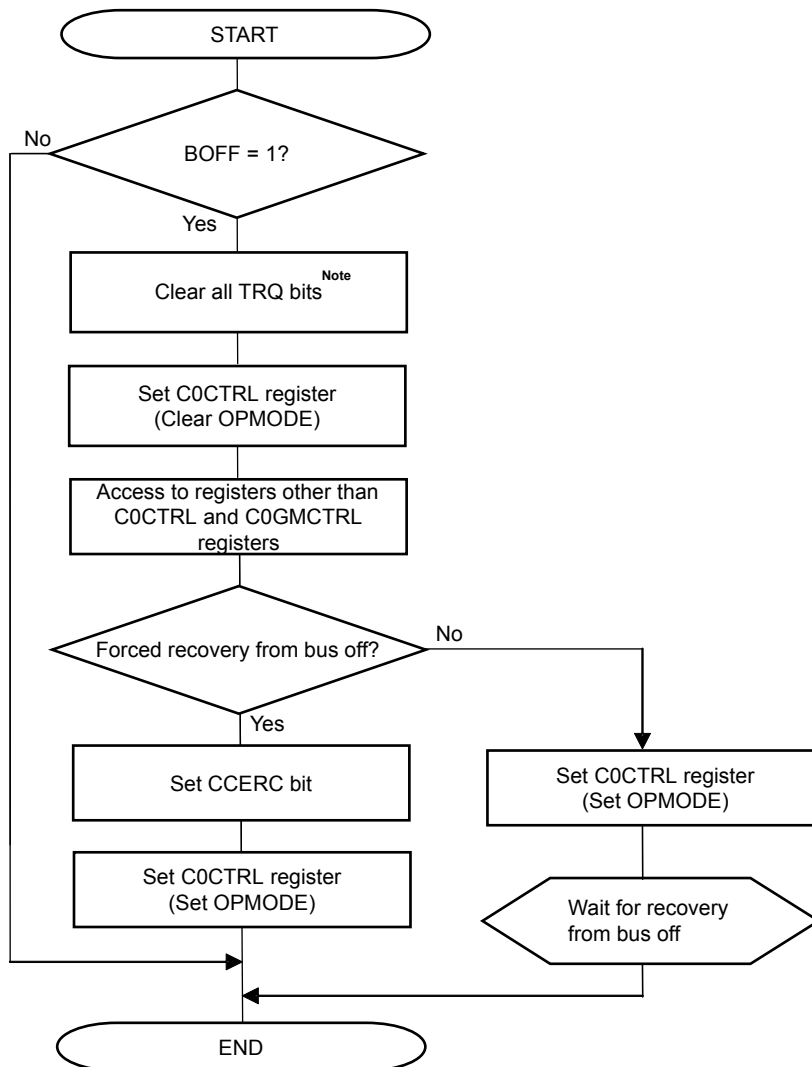 START
No
BOFF = 1?
Yes
Clear all TRQ bits Note
Set C0CTRL register
(Clear OPMODE)
Access to registers other than
C0CTRL and C0GMCTRL
registers
Forced recovery from bus off?
No
Yes
Set CCERC bit
Set C0CTRL register
(Set OPMODE)
Set C0CTRL register
(Set OPMODE)
Wait for recovery
from bus off
END